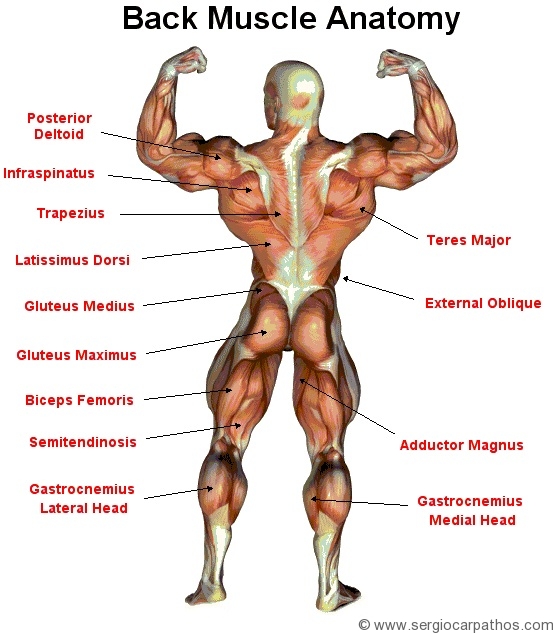 Back Muscle Anatomy
Posterior
Deltoid
Infraspinatus
Trapezius
Latissimus Dorsi
Gluteus Medius
Gluteus Maximus
Biceps Femoris
Semitendinosis
Gastrocnemius
Lateral Head
Teres Major
External Oblique
Adductor Magnus
Gastrocnemius
Medial Head
© www.sergiocarpathos.com